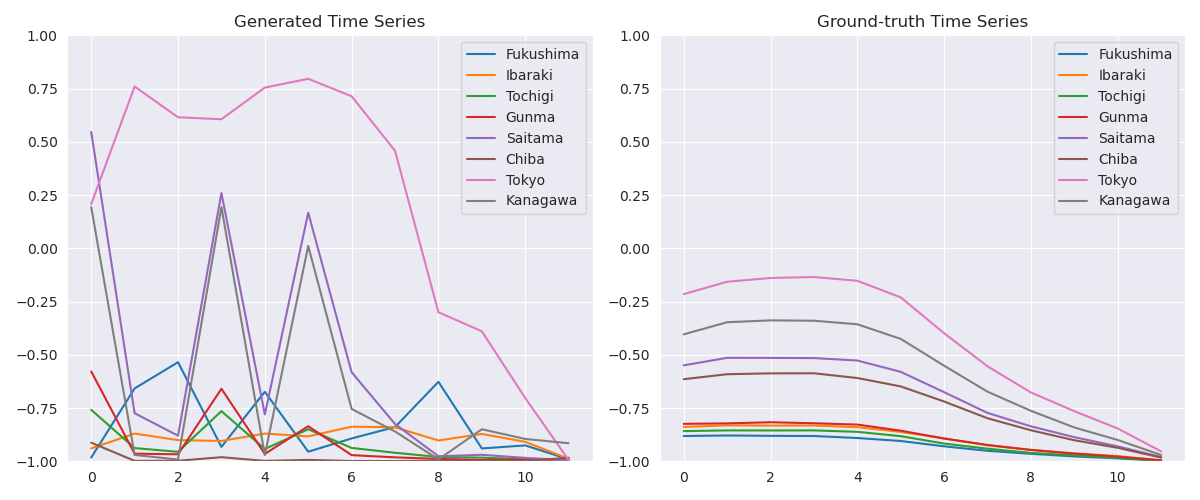 Generated Time Series
1.00
0.75
0.50
0.25
0.00
−0.25
−0.50
−0.75
−1.00
0 2 4 6 8 10
Fukushima
Ibaraki
Tochigi
Gunma
Saitama
Chiba
Tokyo
Kanagawa
Ground-truth Time Series
1.00
0.75
0.50
0.25
0.00
−0.25
−0.50
−0.75
−1.00
0 2 4 6 8 10
Fukushima
Ibaraki
Tochigi
Gunma
Saitama
Chiba
Tokyo
Kanagawa